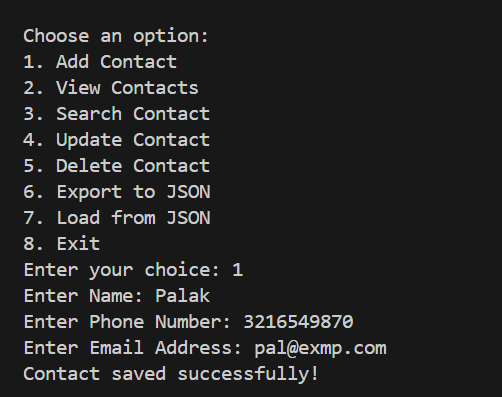 Choose an option:
1. Add Contact
2. View Contacts
3. Search Contact
4. Update Contact
5. Delete Contact
6. Export to JSON
7. Load from JSON
8. Exit
Enter your choice: 1
Enter Name: Palak
Enter Phone Number: 3216549870
Enter Email Address: pal@exmp.com
Contact saved successfully!